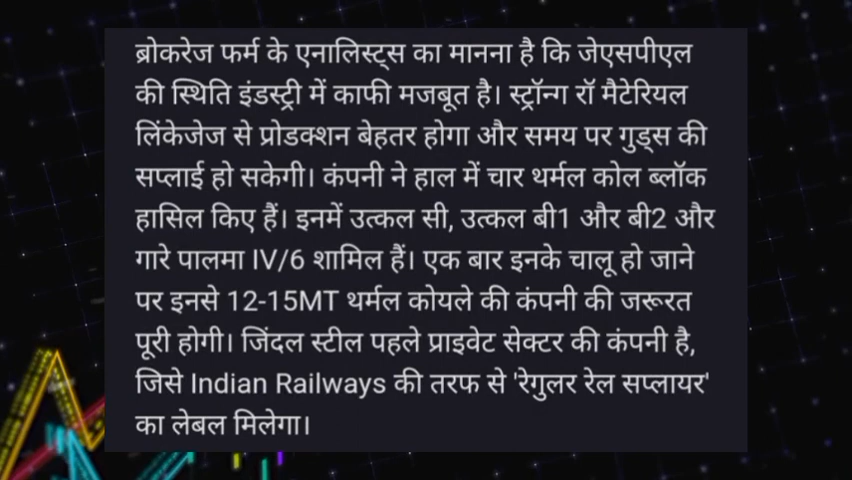 ब्रोकरेज फर्म के एनालिस्ट्स का मानना है कि जेएसपीएल
की स्थिति इंडस्ट्री में काफी मजबूत है। स्ट्रॉन्ग रॉ मैटेरियल
लिंकेजेज से प्रोडक्शन बेहतर होगा और समय पर गुड्स की
सप्लाई हो सकेगी। कंपनी ने हाल में चार थर्मल कोल ब्लॉक
हासिल किए हैं। इनमें उत्कल सी, उत्कल बी1 और बी2 और
गारे पालमा IV/6 शामिल हैं। एक बार इनके चालू हो जाने
पर इनसे 12-15MT थर्मल कोयले की कंपनी की जरूरत
पूरी होगी। जिंदल स्टील पहले प्राइवेट सेक्टर की कंपनी है,
जिसे Indian Railways की तरफ से 'रेगुलर रेल सप्लायर'
का लेबल मिलेगा।